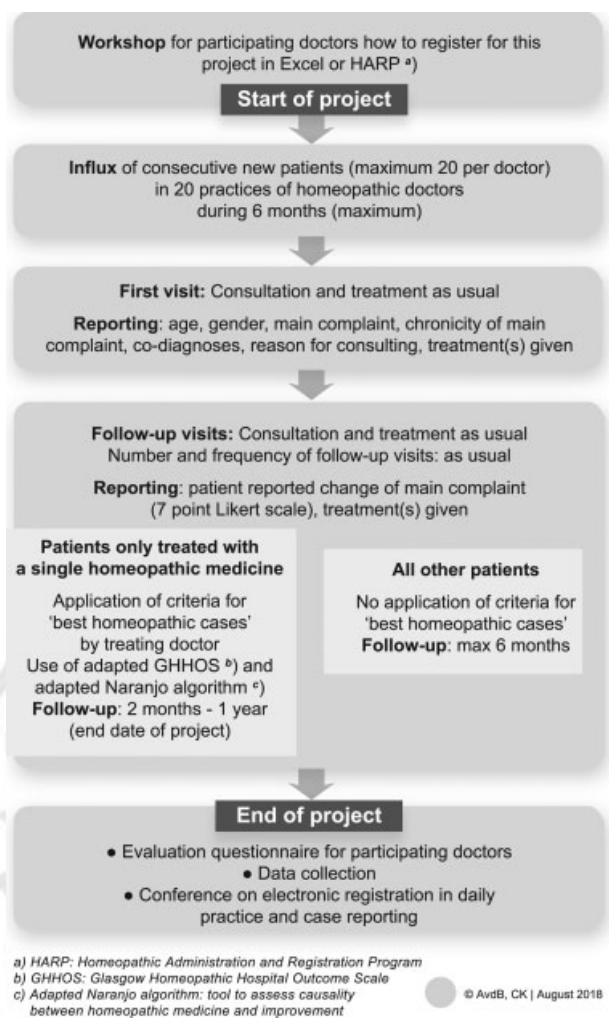 Workshop for participating doctors how to register for this
project in Excel or HARP a)
Start of project
Influx of consecutive new patients (maximum 20 per doctor)
in 20 practices of homeopathic doctors
during 6 months (maximum)
First visit: Consultation and treatment as usual
Reporting: age, gender, main complaint, chronicity of main
complaint, co-diagnoses, reason for consulting, treatment(s) given
Follow-up visits: Consultation and treatment as usual
Number and frequency of follow-up visits: as usual
Reporting: patient reported change of main complaint
(7 point Likert scale), treatment(s) given
Patients only treated with
a single homeopathic medicine
Application of criteria for
‘best homeopathic cases’
by treating doctor
Use of adapted GHHOS b) and
adapted Naranjo algorithm c)
Follow-up: 2 months - 1 year
(end date of project)
All other patients
No application of criteria for
‘best homeopathic cases’
Follow-up: max 6 months
End of project
● Evaluation questionnaire for participating doctors
● Data collection
● Conference on electronic registration in daily
practice and case reporting
a) HARP: Homeopathic Administration and Registration Program
b) GHHOS: Glasgow Homeopathic Hospital Outcome Scale
c) Adapted Naranjo algorithm: tool to assess causality
between homeopathic medicine and improvement
© AvdB, CK | August 2018